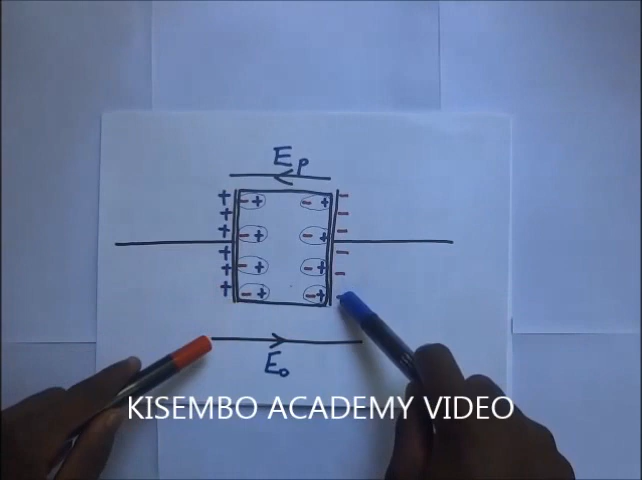 Ep
+ - + - + -
+ -
+ - + - + -
+ -
+ - + - + -
+ - + - + -
Eo
KISEMBO ACADEMY VIDEO